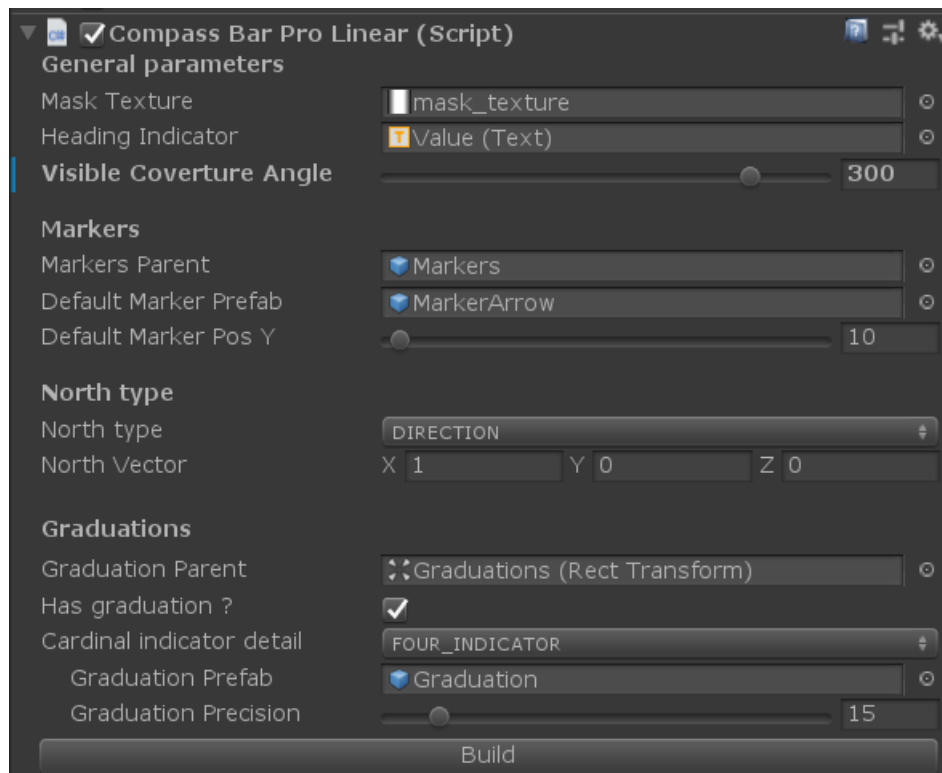 Compass Bar Pro Linear (Script)
General parameters
Mask Texture mask_texture
Heading Indicator Value (Text)
Visible Coverture Angle 300
Markers
Markers Parent Markers
Default Marker Prefab MarkerArrow
Default Marker Pos Y 10
North type
North type DIRECTION
North Vector X 1 Y 0 Z 0
Graduations
Graduation Parent Graduations (Rect Transform)
Has graduation ?
Cardinal indicator detail FOUR_INDICATOR
Graduation Prefab Graduation
Graduation Precision 15
Build